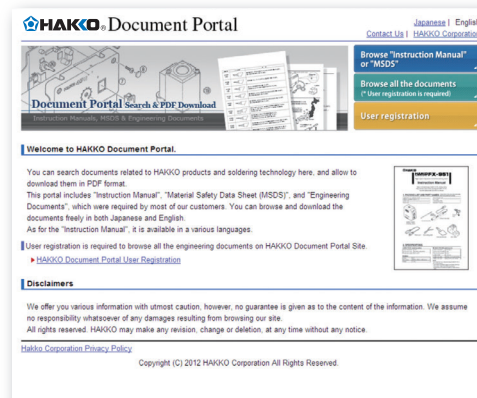 HAKKO® Document Portal
Japanese | English
Contact Us | HAKKO Corporation
Document Portal Search & PDF Download
Instruction Manuals, MSDS & Engineering Documents
Browse "Instruction Manual"
or "MSDS"
Browse all the documents
(* User registration is required)
User registration
Welcome to HAKKO Document Portal.
You can search documents related to HAKKO products and soldering technology here, and allow to
download them in PDF format.
This portal includes "Instruction Manual", "Material Safety Data Sheet (MSDS)", and "Engineering
Documents", which were required by most of our customers. You can browse and download the
documents freely in both Japanese and English.
As for the "Instruction Manual", it is available in various languages.
User registration is required to browse all the engineering documents on HAKKO Document Portal Site.
HAKKO Document Portal User Registration
Instruction Manual
Disclaimers
We offer you various information with utmost caution, however, no guarantee is given as to the content of the information. We assume
no responsibility whatsoever of any damages resulting from browsing our site.
All rights reserved. HAKKO may make any revision, change or deletion, at any time without any notice.
Hakko Corporation Privacy Policy
Copyright (C) 2012 HAKKO Corporation All Rights Reserved.